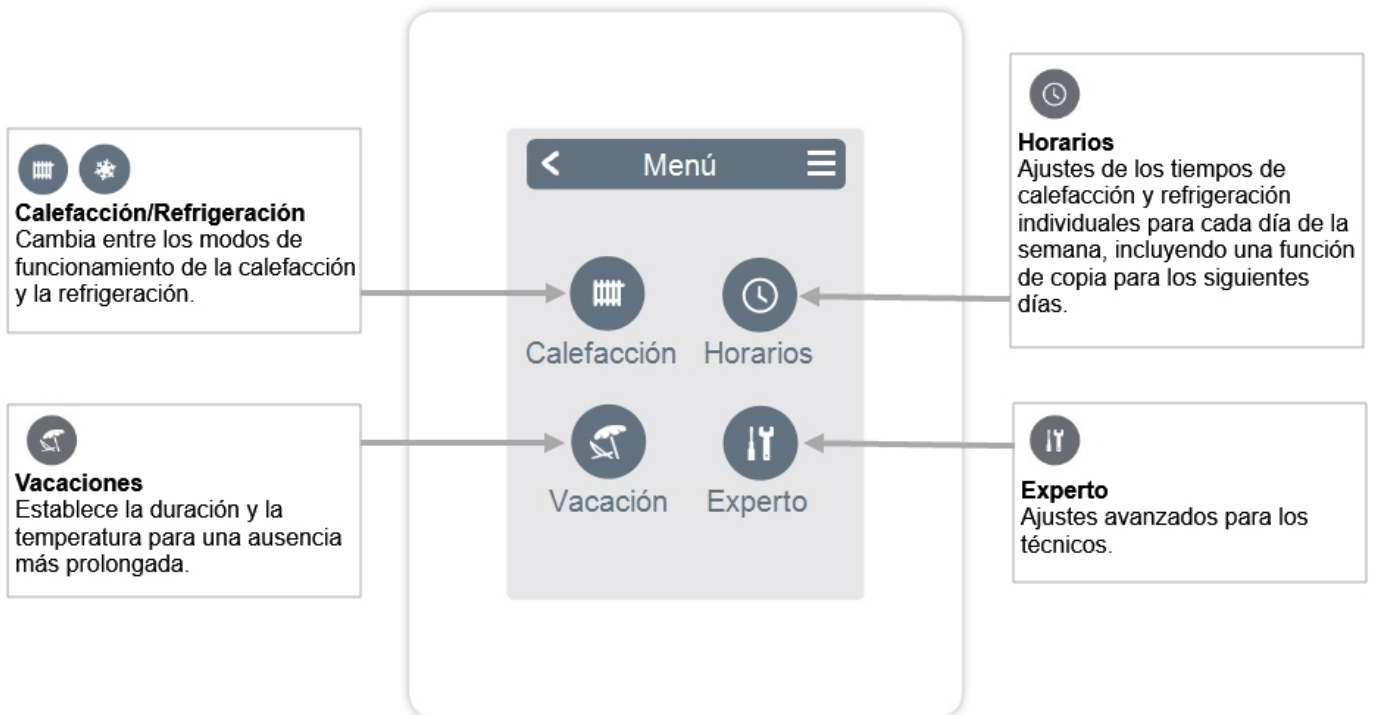 Calefacción/Refrigeración
Cambia entre los modos de
funcionamiento de la calefacción
y la refrigeración.
Vacaciones
Establece la duración y la
temperatura para una ausencia
más prolongada.
Menú
Calefacción
Horarios
Vacación
Experto
Horarios
Ajustes de los tiempos de
calefacción y refrigeración
individuales para cada día de la
semana, incluyendo una función
de copia para los siguientes
días.
Experto
Ajustes avanzados para los
técnicos.